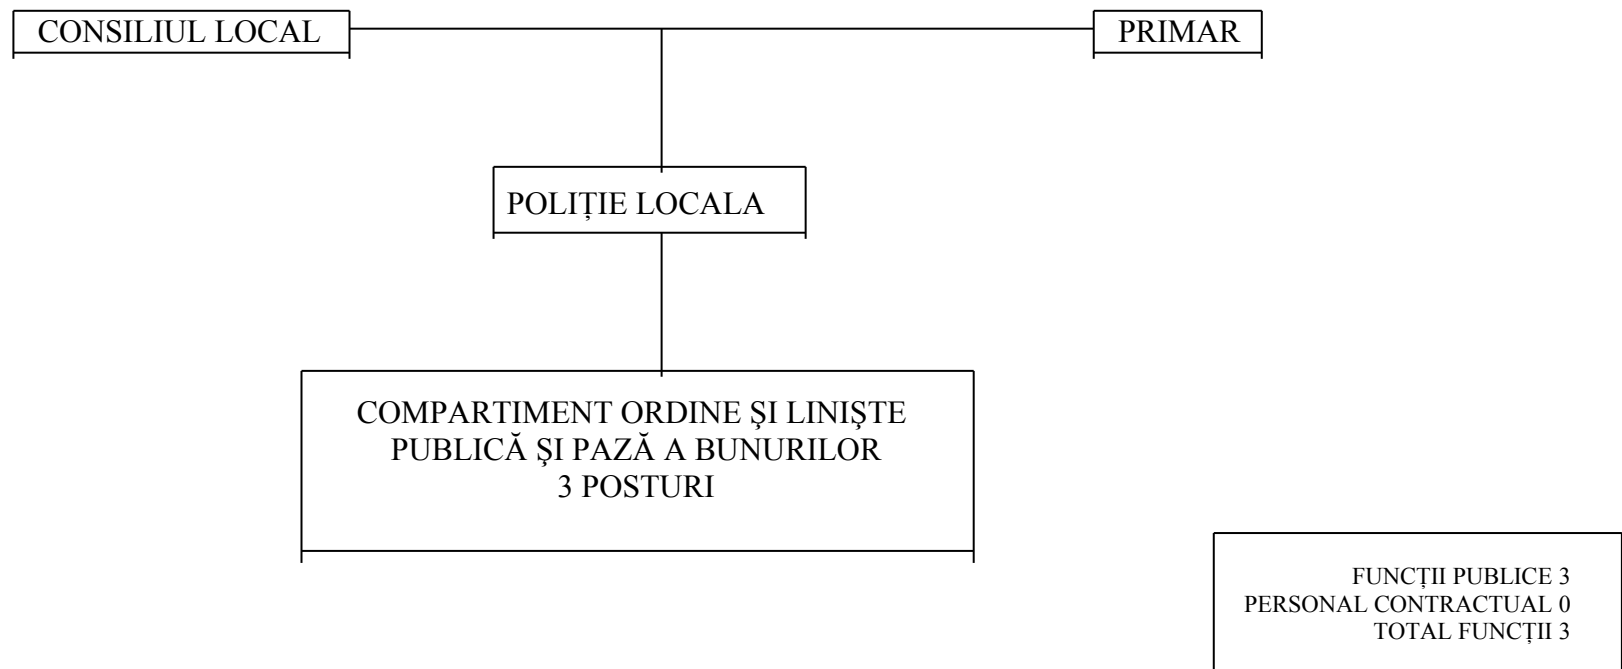 CONSILIUL LOCAL
PRIMAR
POLIȚIE LOCALA
COMPARTIMENT ORDINE ŞI LINIŞTE
PUBLICĂ ŞI PAZĂ A BUNURILOR
3 POSTURI
FUNCȚII PUBLICE 3
PERSONAL CONTRACTUAL 0
TOTAL FUNCȚII 3